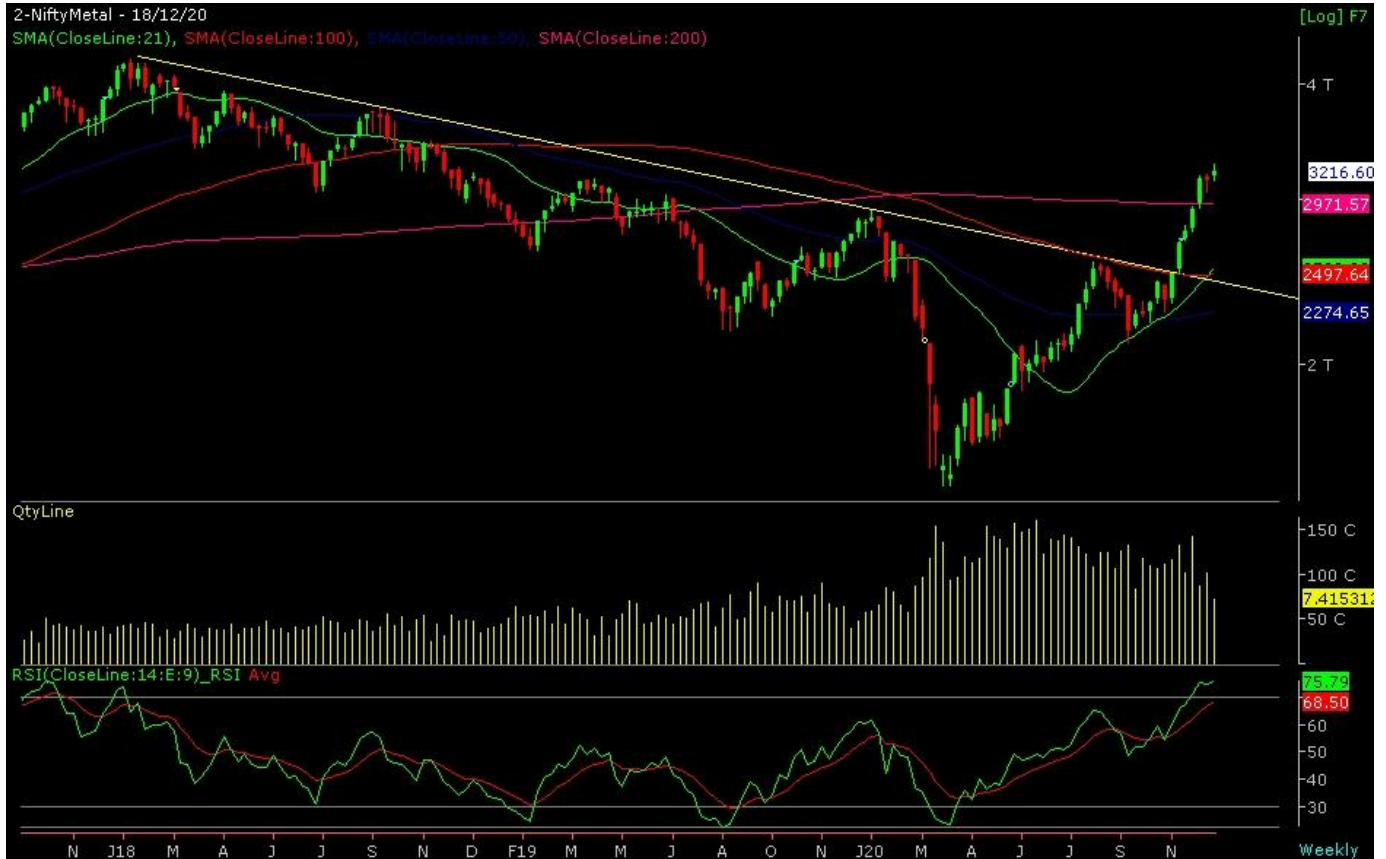 2-NiftyMetal - 18/12/20
[Log] F7
SMA(CloseLine:21), SMA(CloseLine:100), SMA(CloseLine:50), SMA(CloseLine:200)
4 T
3216.60
2971.57
2497.64
2274.65
2 T
QtyLine
150 C
100 C
7.415312
50 C
RSI(CloseLine:14:E:9)_RSI Avg
75.79
68.50
60
50
40
30
N J18 M A J J S N D F19 M M J A O N J20 M A J J S N
Weekly